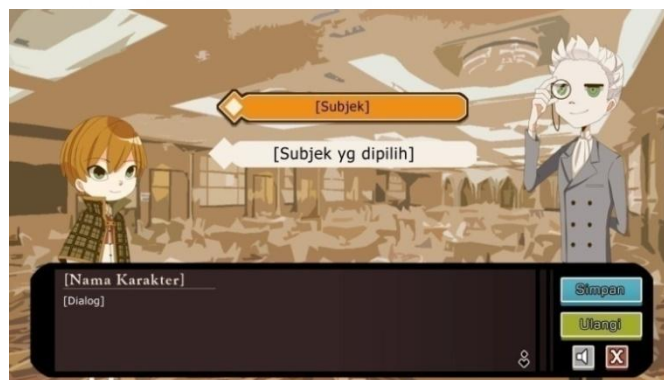 [Subjek]
[Subjek yg dipilih]
[Nama Karakter]
[Dialog]
Simpan
Ulangi
X